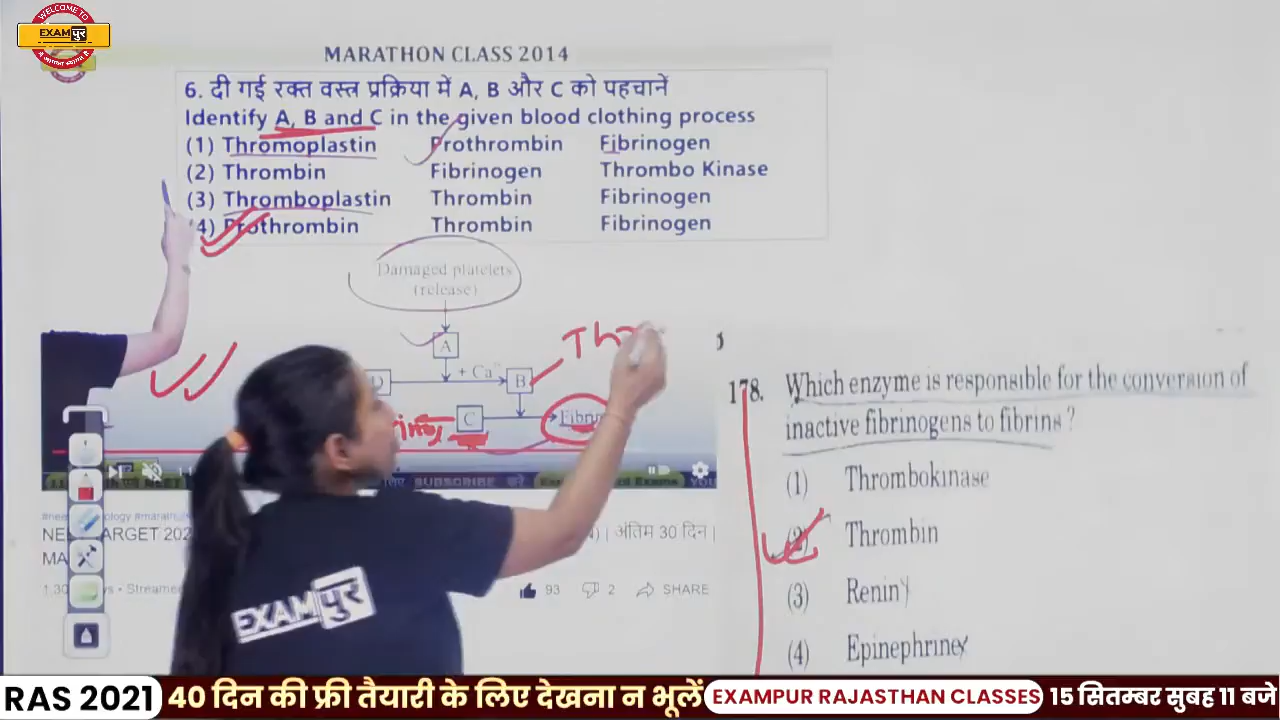 WELCOME TO
EXAMपुर
MARATHON CLASS 2014
6. दी गई रक्त वस्त्र प्रक्रिया में A, B और C को पहचानें
Identify A, B and C in the given blood clothing process
(1) Thromoplastin Prothrombin Fibrinogen
(2) Thrombin Fibrinogen Thrombo Kinase
(3) Thromboplastin Thrombin Fibrinogen
(4) Prothrombin Thrombin Fibrinogen
Damaged platelets
(release)
A
+ Ca
D
B
C
178. Which enzyme is responsible for the conversion of
inactive fibrinogens to fibrins ?
(1) Thrombokinase
(2) Thrombin
(3) Renin
(4) Epinephrine
SUBSCRIBE करें
YOU
अंतिम 30 दिन |
93 2 SHARE
EXAMपुर
RAS 2021 40 दिन की फ्री तैयारी के लिए देखना न भूलें EXAMPUR RAJASTHAN CLASSES 15 सितम्बर सुबह 11 बजे